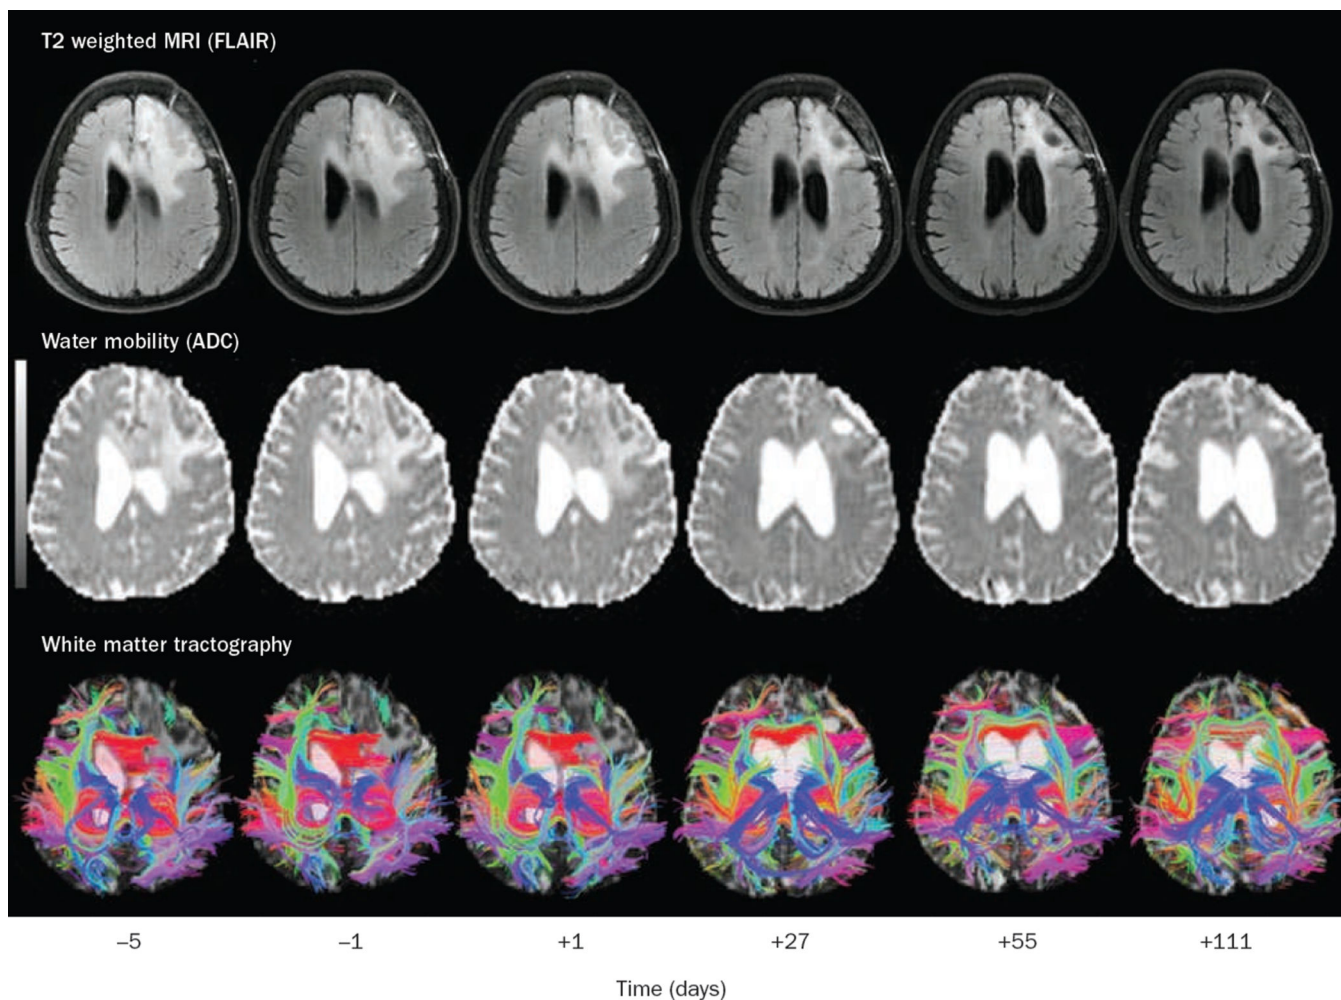 T2 weighted MRI (FLAIR)
Water mobility (ADC)
White matter tractography
–5 –1 +1 +27 +55 +111
Time (days)